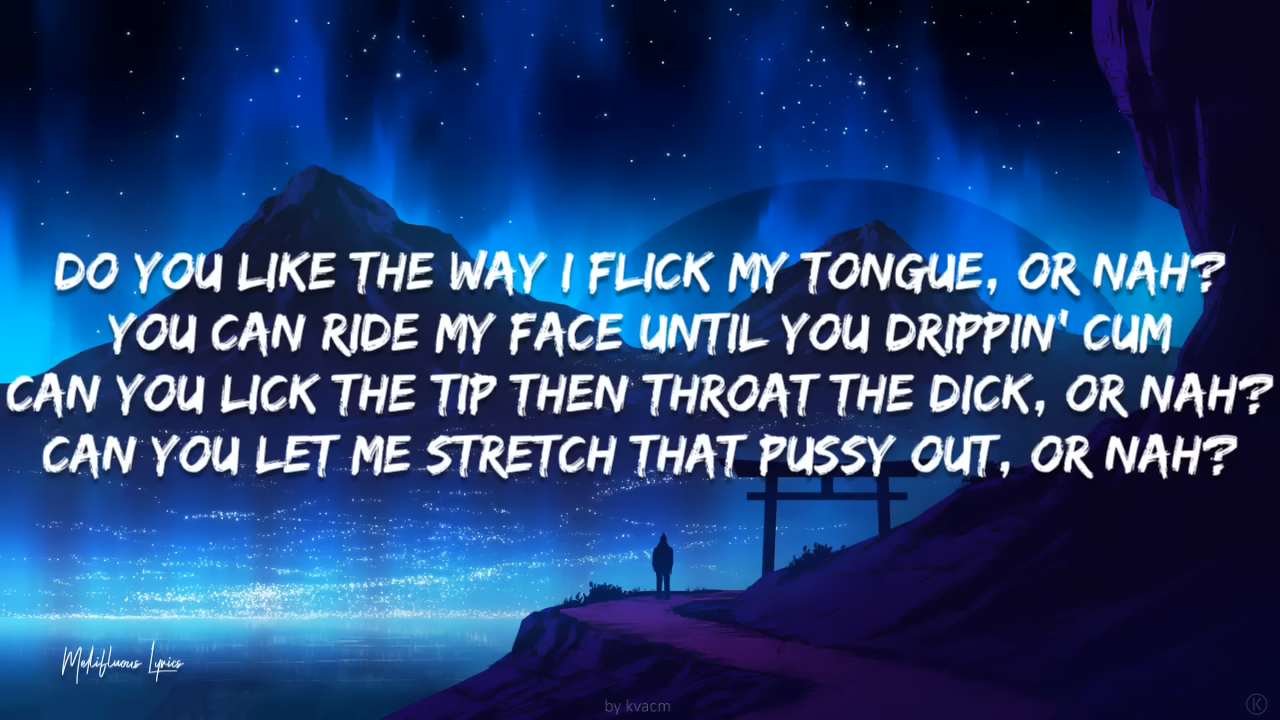 DO YOU LIKE THE WAY I FLICK MY TONGUE, OR NAH?
YOU CAN RIDE MY FACE UNTIL YOU DRIPPIN' CUM
CAN YOU LICK THE TIP THEN THROAT THE DICK, OR NAH?
CAN YOU LET ME STRETCH THAT PUSSY OUT, OR NAH?
Mellifluous Lyrics
by kvacm
K